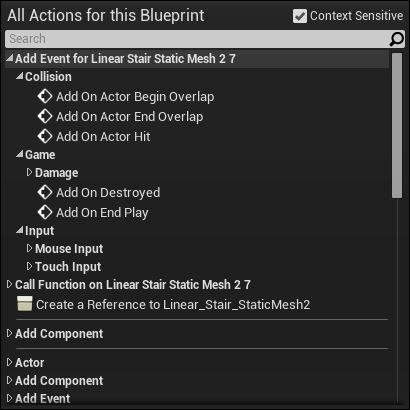 All Actions for this Blueprint
Context Sensitive
Search
Add Event for Linear Stair Static Mesh 2 7
Collision
Add On Actor Begin Overlap
Add On Actor End Overlap
Add On Actor Hit
Game
Damage
Add On Destroyed
Add On End Play
Input
Mouse Input
Touch Input
Call Function on Linear Stair Static Mesh 2 7
Create a Reference to Linear_Stair_StaticMesh2
Add Component
Actor
Add Component
Add Event